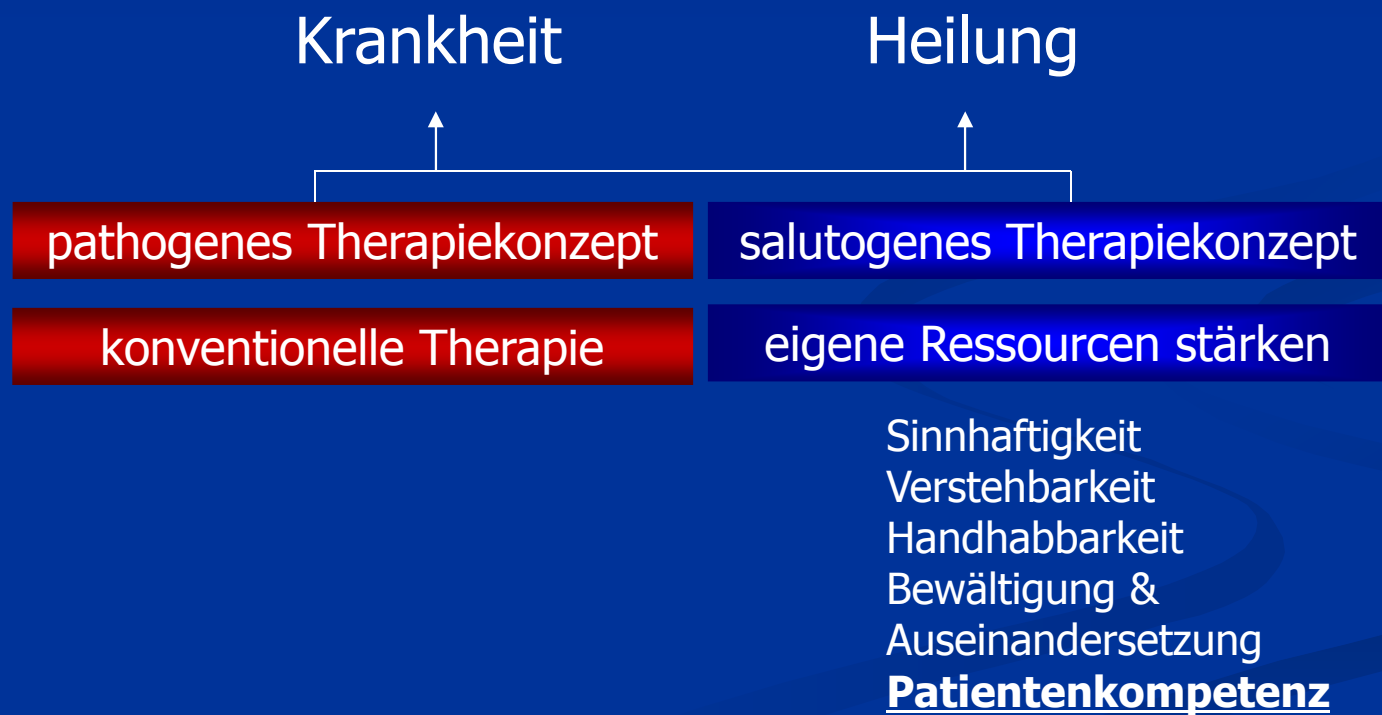 Krankheit Heilung
pathogenes Therapiekonzept salutogenes Therapiekonzept
konventionelle Therapie eigene Ressourcen stärken
Sinnhaftigkeit
Verstehbarkeit
Handhabbarkeit
Bewältigung &
Auseinandersetzung
Patientenkompetenz